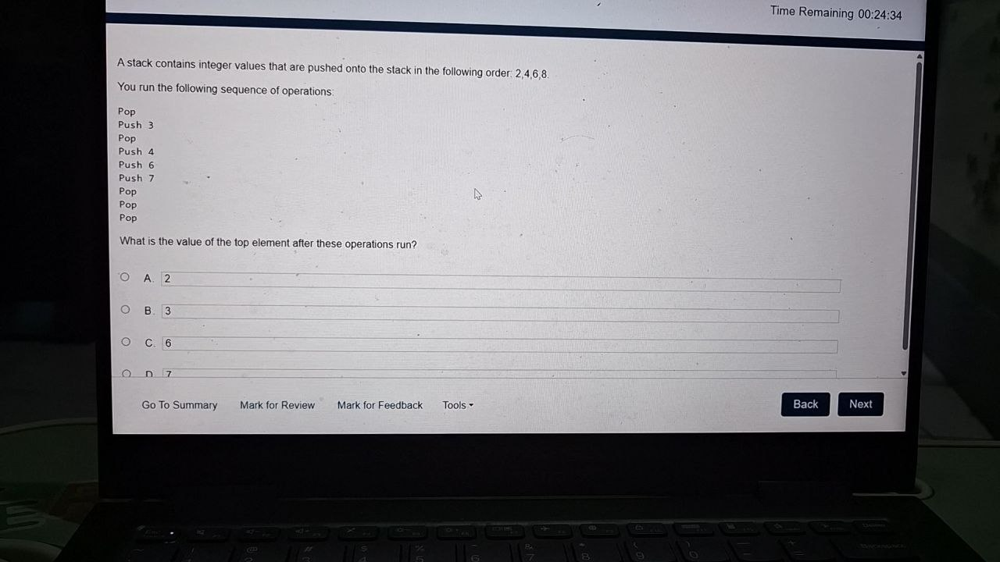 Time Remaining 00:24:34
A stack contains integer values that are pushed onto the stack in the following order: 2,4,6,8.
You run the following sequence of operations:
Pop
Push 3
Pop
Push 4
Push 6
Push 7
Pop
Pop
Pop
What is the value of the top element after these operations run?
A. 2
B. 3
C. 6
D. 7
Go To Summary Mark for Review Mark for Feedback Tools Back Next